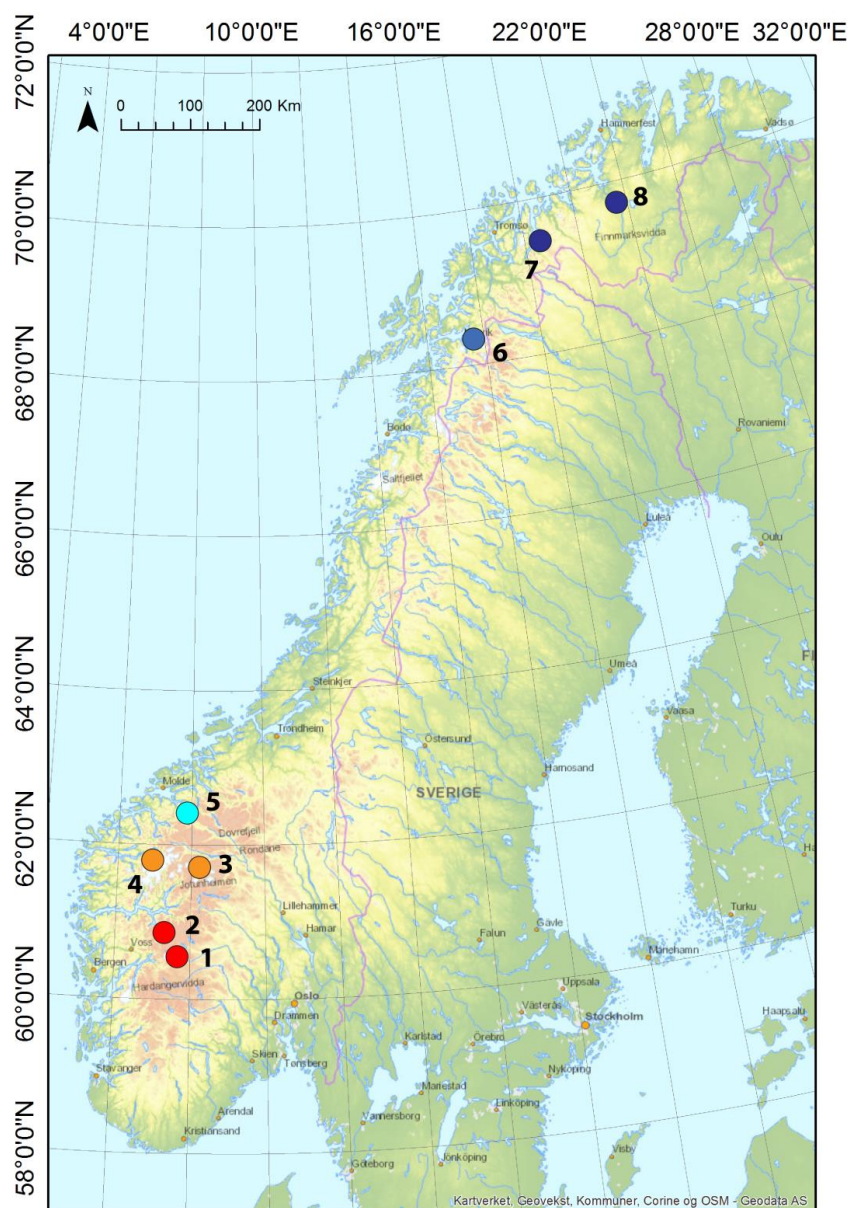 4°0'0"E 10°0'0"E 16°0'0"E 22°0'0"E 28°0'0"E 32°0'0"E
72°0'0"N
70°0'0"N
68°0'0"N
66°0'0"N
64°0'0"N
62°0'0"N
60°0'0"N
58°0'0"N
N
0 100 200 Km
Hammerfest
Vadsø
8
Tromsø
Finnmarksvidda
7
6
Rovaniemi
Bodø
Saltfjellet
Luleå
Oulu
Umeå
Steinkjer
Vaasa
Trondheim
Östersund
Molde
Härnösand
SVERIGE
5
Dovrefjell
Rondane
3
4
Jotunheimen
Lillehammer
Turku
2
Hamar
Falun
Gävle
Voss
1
Mariehamn
Bergen
Hardangervidda
Uppsala
Oslo
Västerås
Haapsalu
Drammen
Stockholm
Karlstad
Örebro
Skien
Tønsberg
Stavanger
Nyköping
Mariestad
Linköping
Arendal
Vannersborg
Kristiansand
Visby
Jönköping
Göteborg
Kartverket, Geovekst, Kommuner, Corine og OSM - Geodata AS